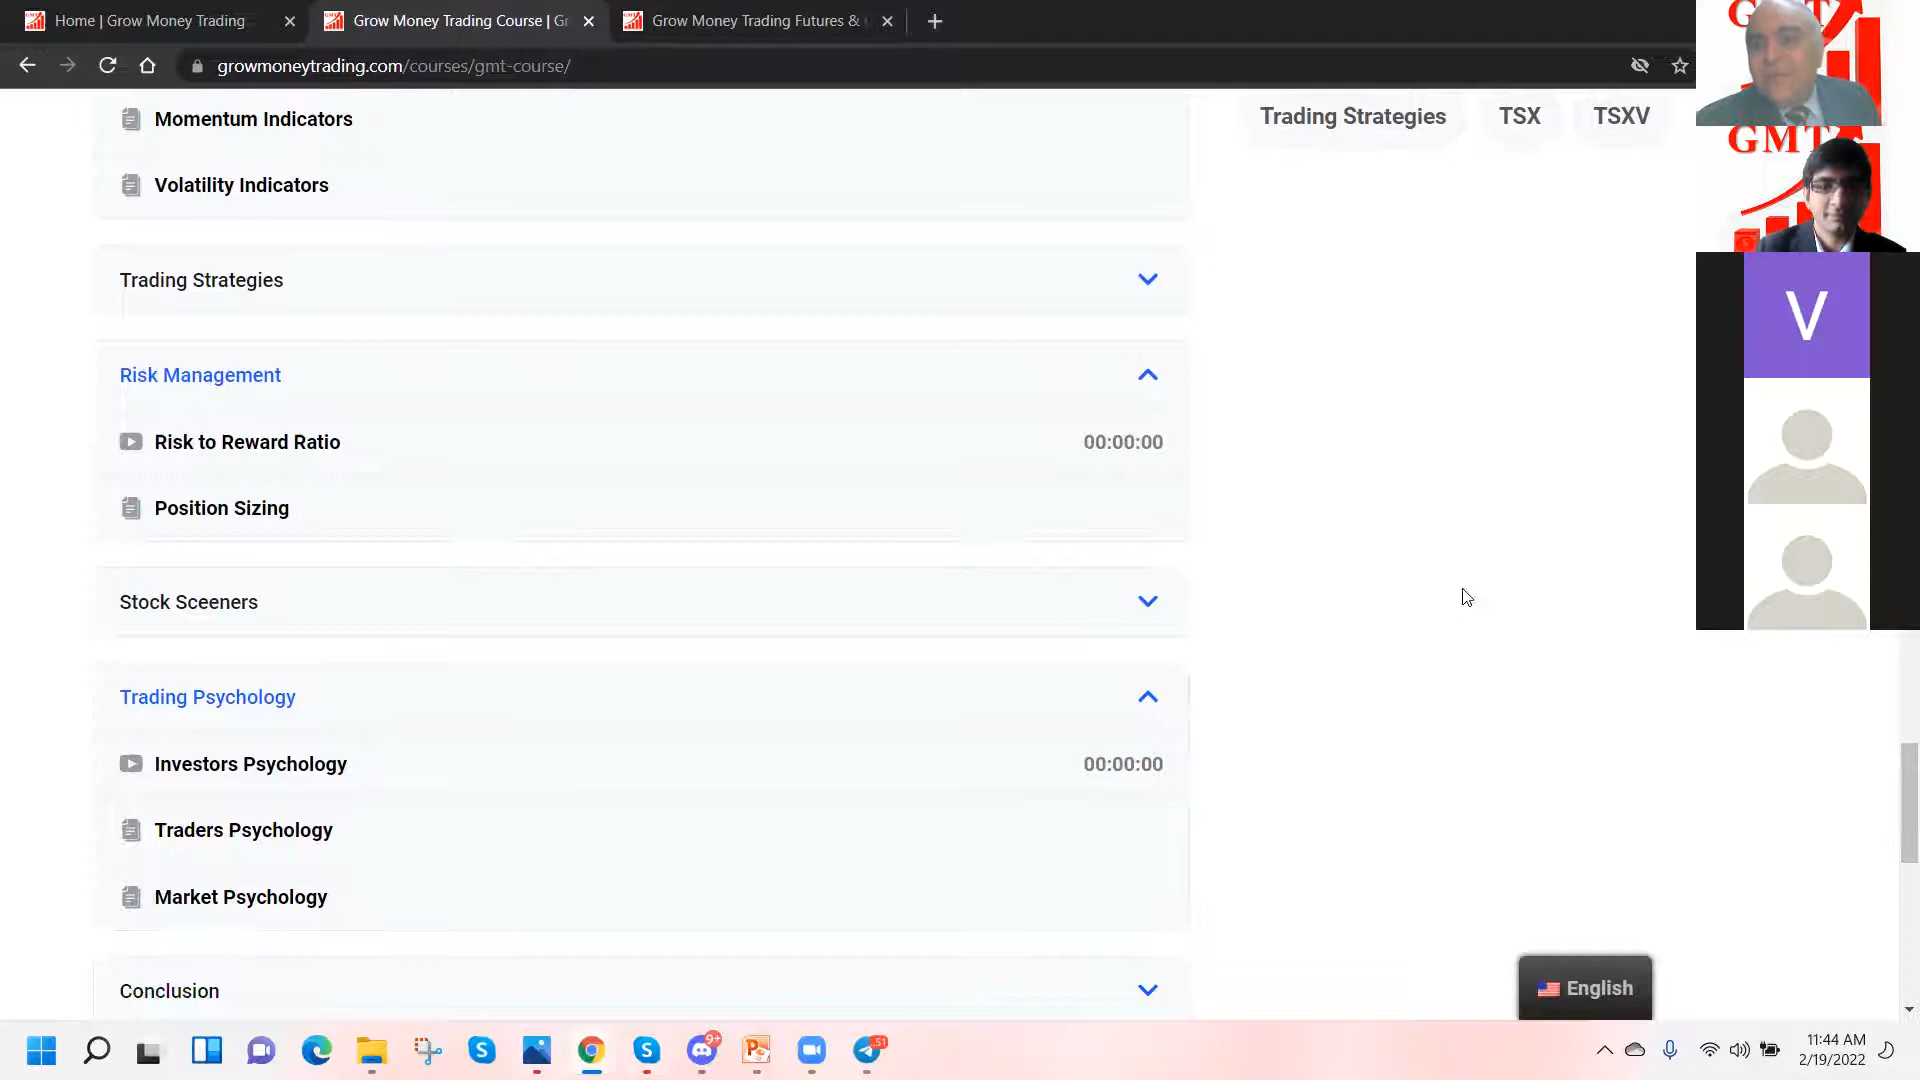 Home | Grow Money Trading
Grow Money Trading Course | Gr
Grow Money Trading Futures &
growmoneytrading.com/courses/gmt-course/
Momentum Indicators
Volatility Indicators
Trading Strategies
TSX
TSXV
Trading Strategies
Risk Management
Risk to Reward Ratio
00:00:00
Position Sizing
Stock Sceeners
Trading Psychology
Investors Psychology
00:00:00
Traders Psychology
Market Psychology
Conclusion
English
GMT
V
9+
51
11:44 AM
2/19/2022